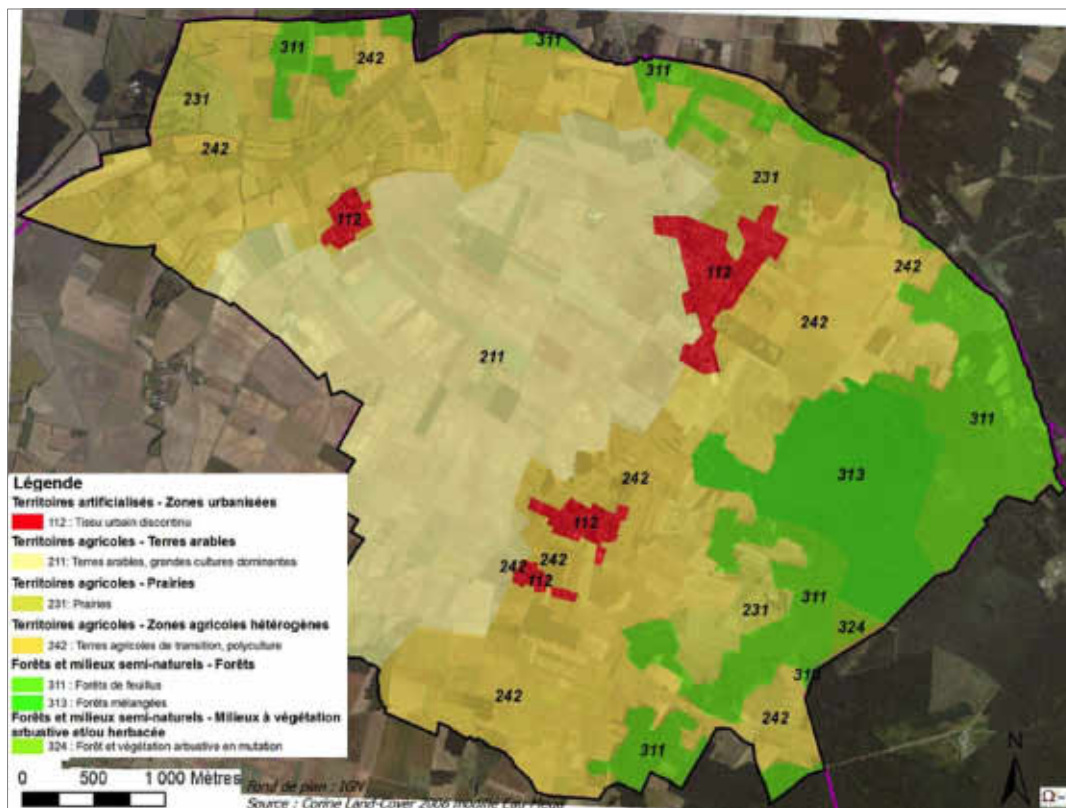 311
242
311
311
231
242
231
112
112
242
242
211
311
313
242
112
242
242
112
231
311
324
313
242
242
311
Légende
Territoires artificialisés - Zones urbanisées
112 : Tissu urbain discontinu
Territoires agricoles - Terres arables
211: Terres arables, grandes cultures dominantes
Territoires agricoles - Prairies
231: Prairies
Territoires agricoles - Zones agricoles hétérogènes
242 : Terres agricoles de transition, polyculture
Forêts et milieux semi-naturels - Forêts
311 : Forêts de feuillus
313 : Forêts mélangées
Forêts et milieux semi-naturels - Milieux à végétation
arbustive et/ou herbacée
324 : Forêt et végétation arbustive en mutation
0 500 1 000 Mètres
Fond de plan : IGN
Source : Corine Land-Cover 2006
N